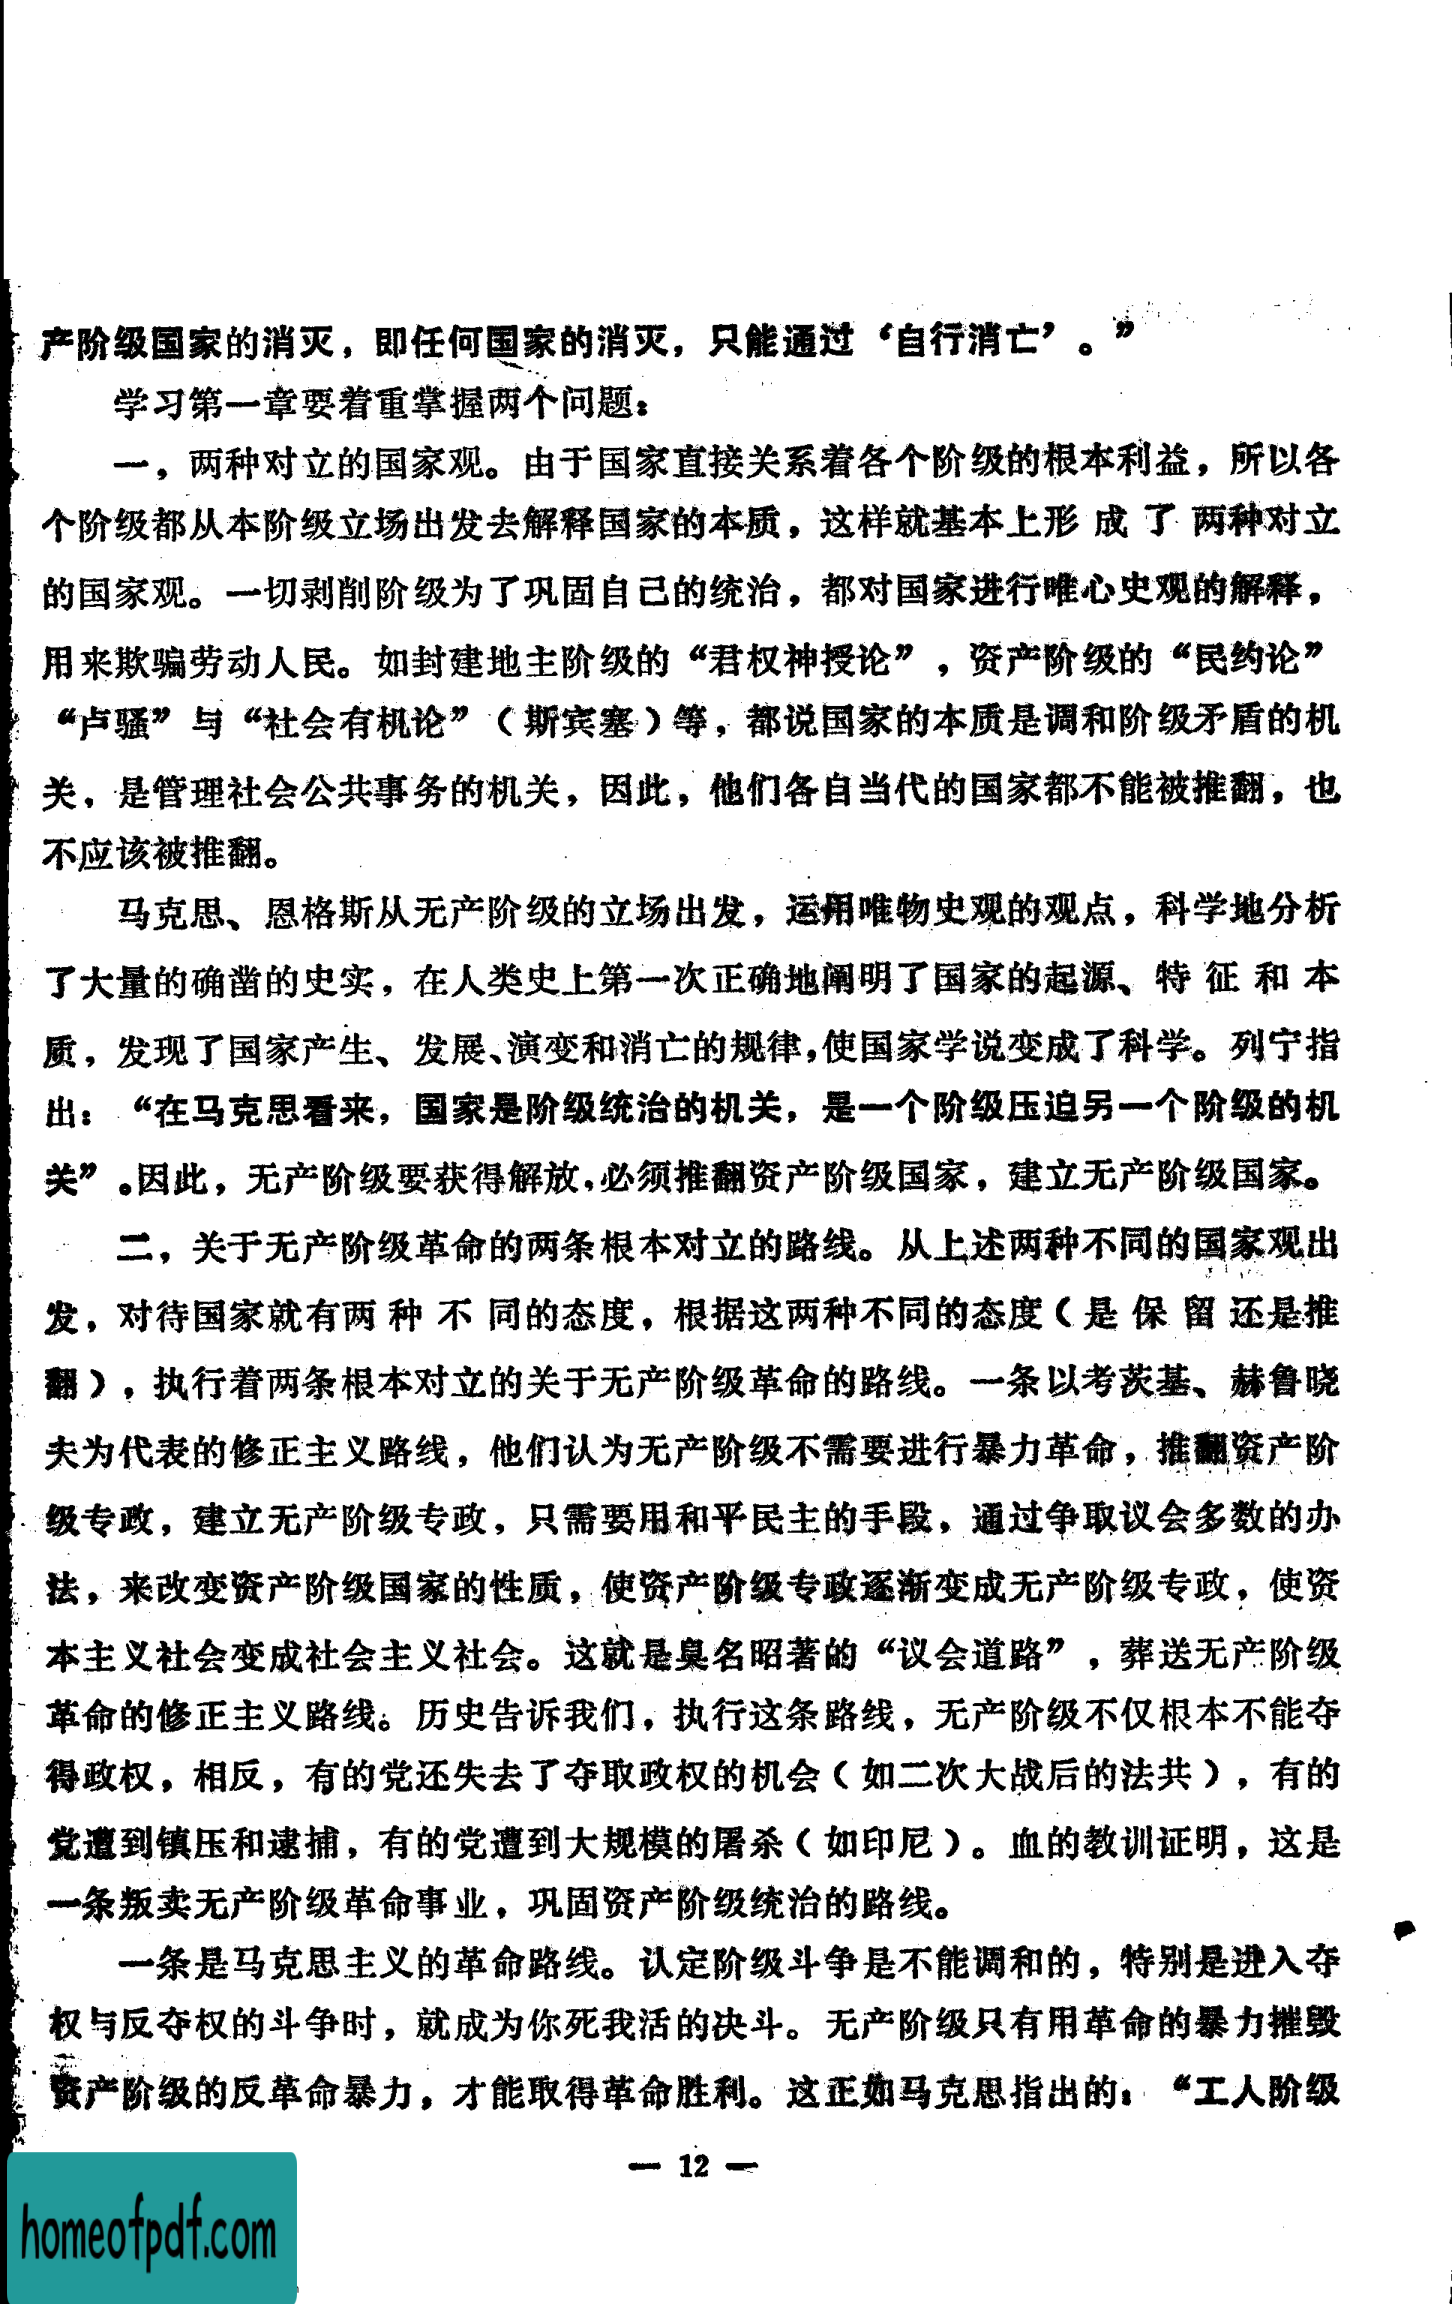 产阶级国家的消灭，即任何国家的消灭，只能通过‘自行消亡’。”
学习第一章要着重掌握两个问题：
一，两种对立的国家观。由于国家直接关系着各个阶级的根本利益，所以各
个阶级都从本阶级立场出发去解释国家的本质，这样就基本上形成了两种对立
的国家观。一切剥削阶级为了巩固自己的统治，都对国家进行唯心史观的解释，
用来欺骗劳动人民。如封建地主阶级的“君权神授论”，资产阶级的“民约论”
“卢骚”与“社会有机论”（斯宾塞）等，都说国家的本质是调和阶级矛盾的机
关，是管理社会公共事务的机关，因此，他们各自当代的国家都不能被推翻，也
不应该被推翻。
马克思、恩格斯从无产阶级的立场出发，运用唯物史观的观点，科学地分析
了大量的确凿的史实，在人类史上第一次正确地阐明了国家的起源、特征和本
质，发现了国家产生、发展、演变和消亡的规律，使国家学说变成了科学。列宁指
出：“在马克思看来，国家是阶级统治的机关，是一个阶级压迫另一个阶级的机
关”。因此，无产阶级要获得解放，必须推翻资产阶级国家，建立无产阶级国家。
二，关于无产阶级革命的两条根本对立的路线。从上述两种不同的国家观出
发，对待国家就有两种不同的态度，根据这两种不同的态度（是保留还是推
翻），执行着两条根本对立的关于无产阶级革命的路线。一条以考茨基、赫鲁晓
夫为代表的修正主义路线，他们认为无产阶级不需要进行暴力革命，推翻资产阶
级专政，建立无产阶级专政，只需要用和平民主的手段，通过争取议会多数的办
法，来改变资产阶级国家的性质，使资产阶级专政逐渐变成无产阶级专政，使资
本主义社会变成社会主义社会。这就是臭名昭著的“议会道路”，葬送无产阶级
革命的修正主义路线。历史告诉我们，执行这条路线，无产阶级不仅根本不能夺
得政权，相反，有的党还失去了夺取政权的机会（如二次大战后的法共），有的
党遭到镇压和逮捕，有的党遭到大规模的屠杀（如印尼）。血的教训证明，这是
一条叛卖无产阶级革命事业，巩固资产阶级统治的路线。
一条是马克思主义的革命路线。认定阶级斗争是不能调和的，特别是进入夺
权与反夺权的斗争时，就成为你死我活的决斗。无产阶级只有用革命的暴力摧毁
资产阶级的反革命暴力，才能取得革命胜利。这正如马克思指出的：“工人阶级
— 12 —
homeofpdf.com